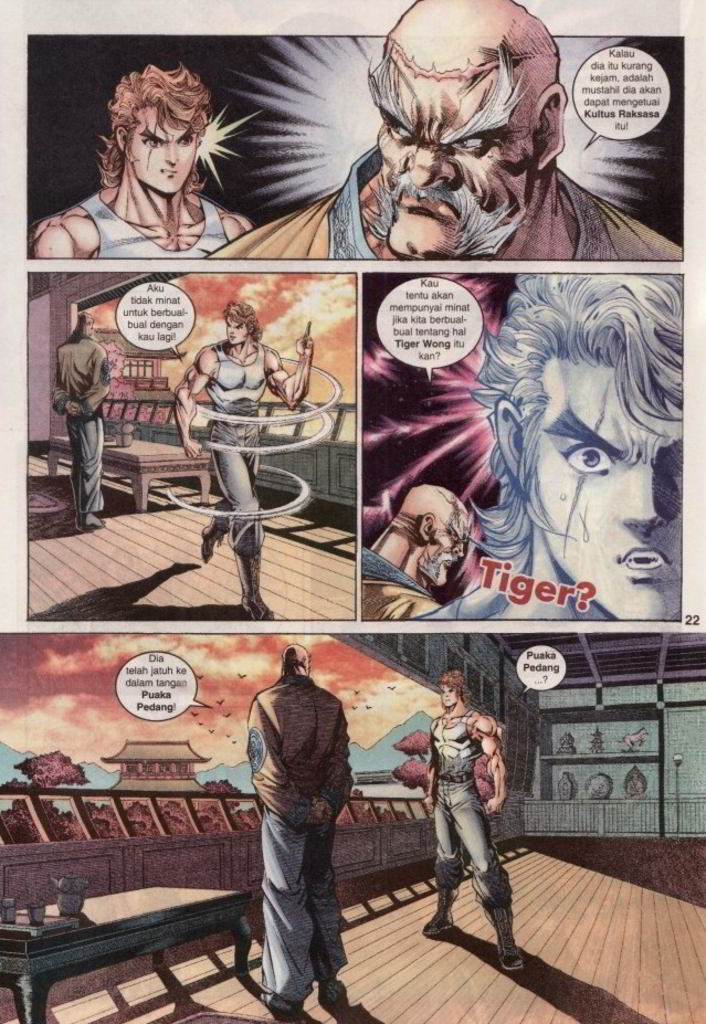 Kalau
dia itu kurang
kejam, adalah
mustahil dia akan
dapat mengetuai
Kultus Raksasa
itu!
Aku
tidak minat
untuk berbual-
bual dengan
kau lagi!
Kau
tentu akan
mempunyai minat
jika kita berbual-
bual tentang hal
Tiger Wong itu
kan?
Tiger?
22
Dia
telah jatuh ke
dalam tangan
Puaka
Pedang!
Puaka
Pedang
...?